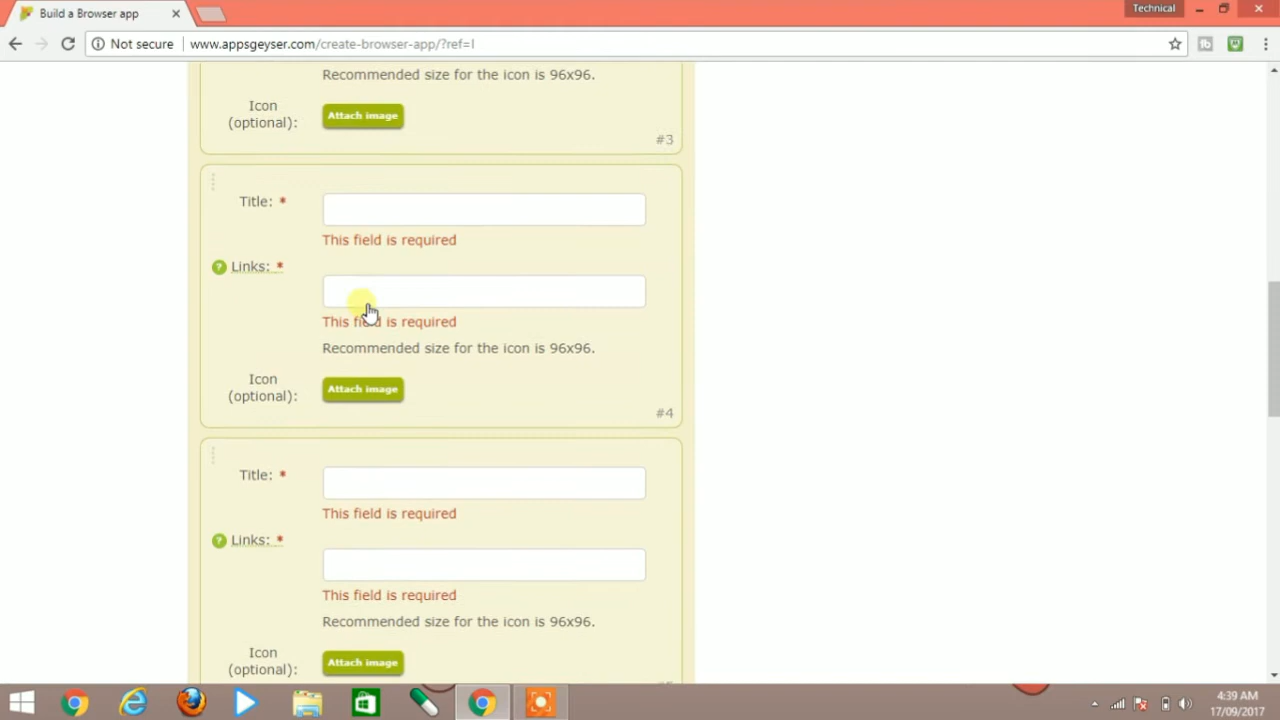 Build a Browser app
Technical
Not secure
www.appsgeyser.com/create-browser-app/?ref=l
Recommended size for the icon is 96x96.
Icon
(optional):
Attach image
#3
Title: *
This field is required
? Links: *
This field is required
Recommended size for the icon is 96x96.
Icon
(optional):
Attach image
#4
Title: *
This field is required
? Links: *
This field is required
Recommended size for the icon is 96x96.
Icon
(optional):
Attach image
4:39 AM
17/09/2017